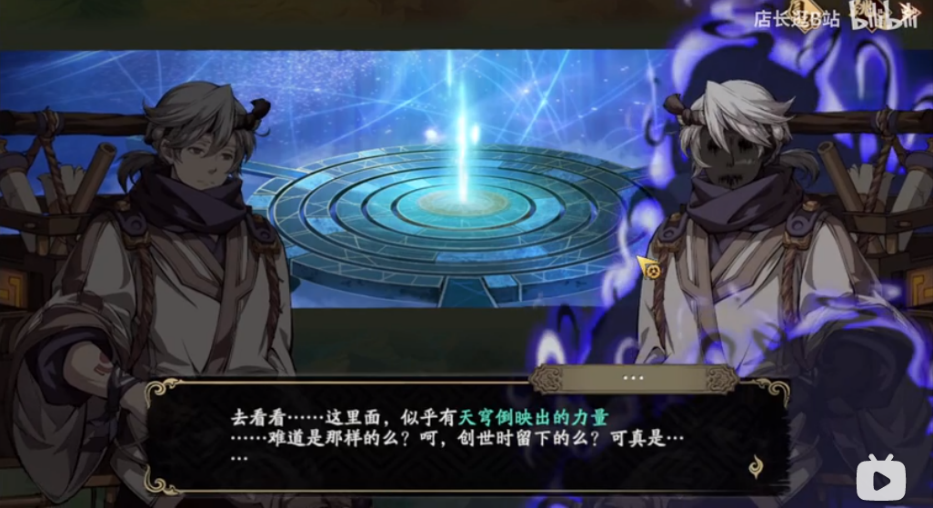 店长逛B站 bilibili
…
去看看……这里面，似乎有天穹倒映出的力量
……难道是那样的么？呵，创世时留下的么？可真是…
…